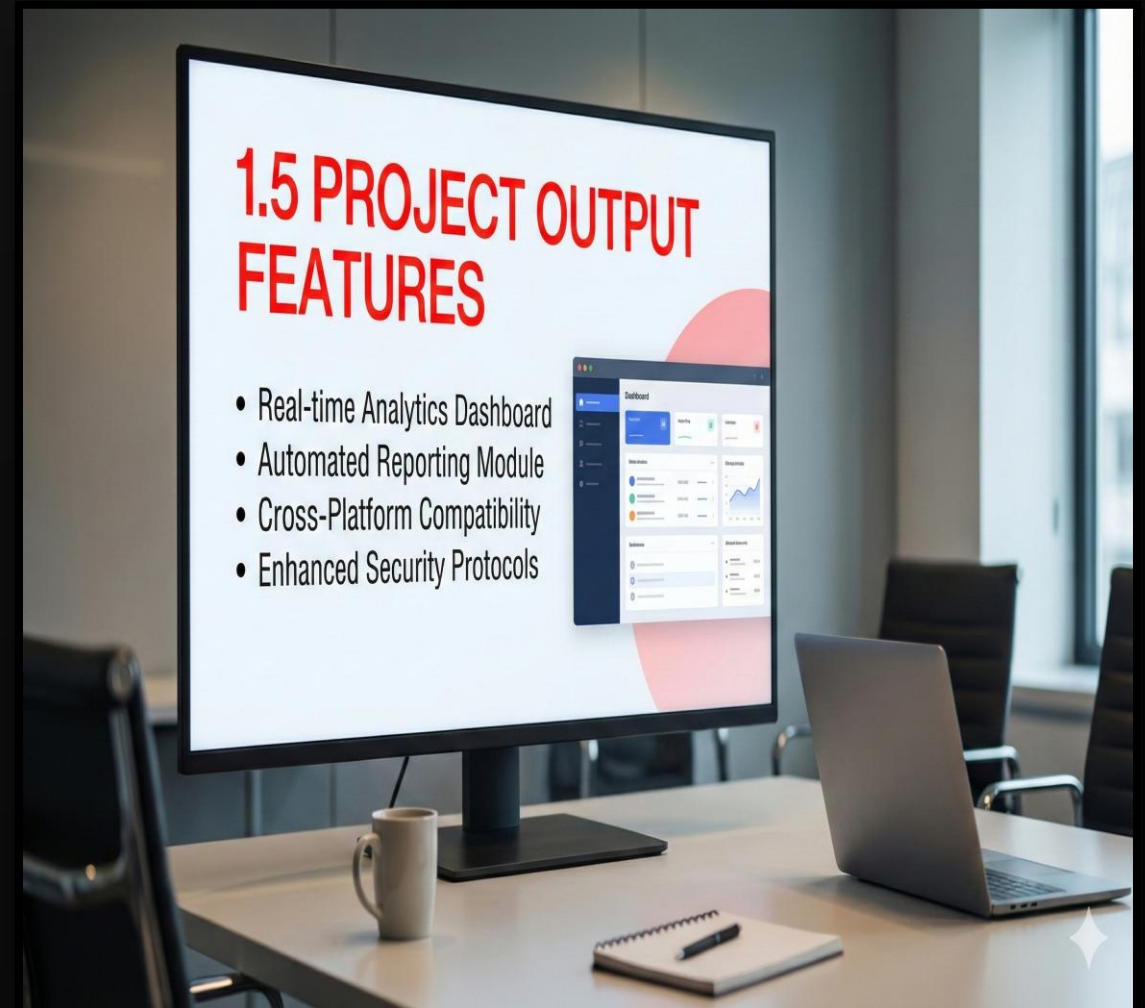 1.5 PROJECT OUTPUT
FEATURES
• Real-time Analytics Dashboard
• Automated Reporting Module
• Cross-Platform Compatibility
• Enhanced Security Protocols
Dashboard